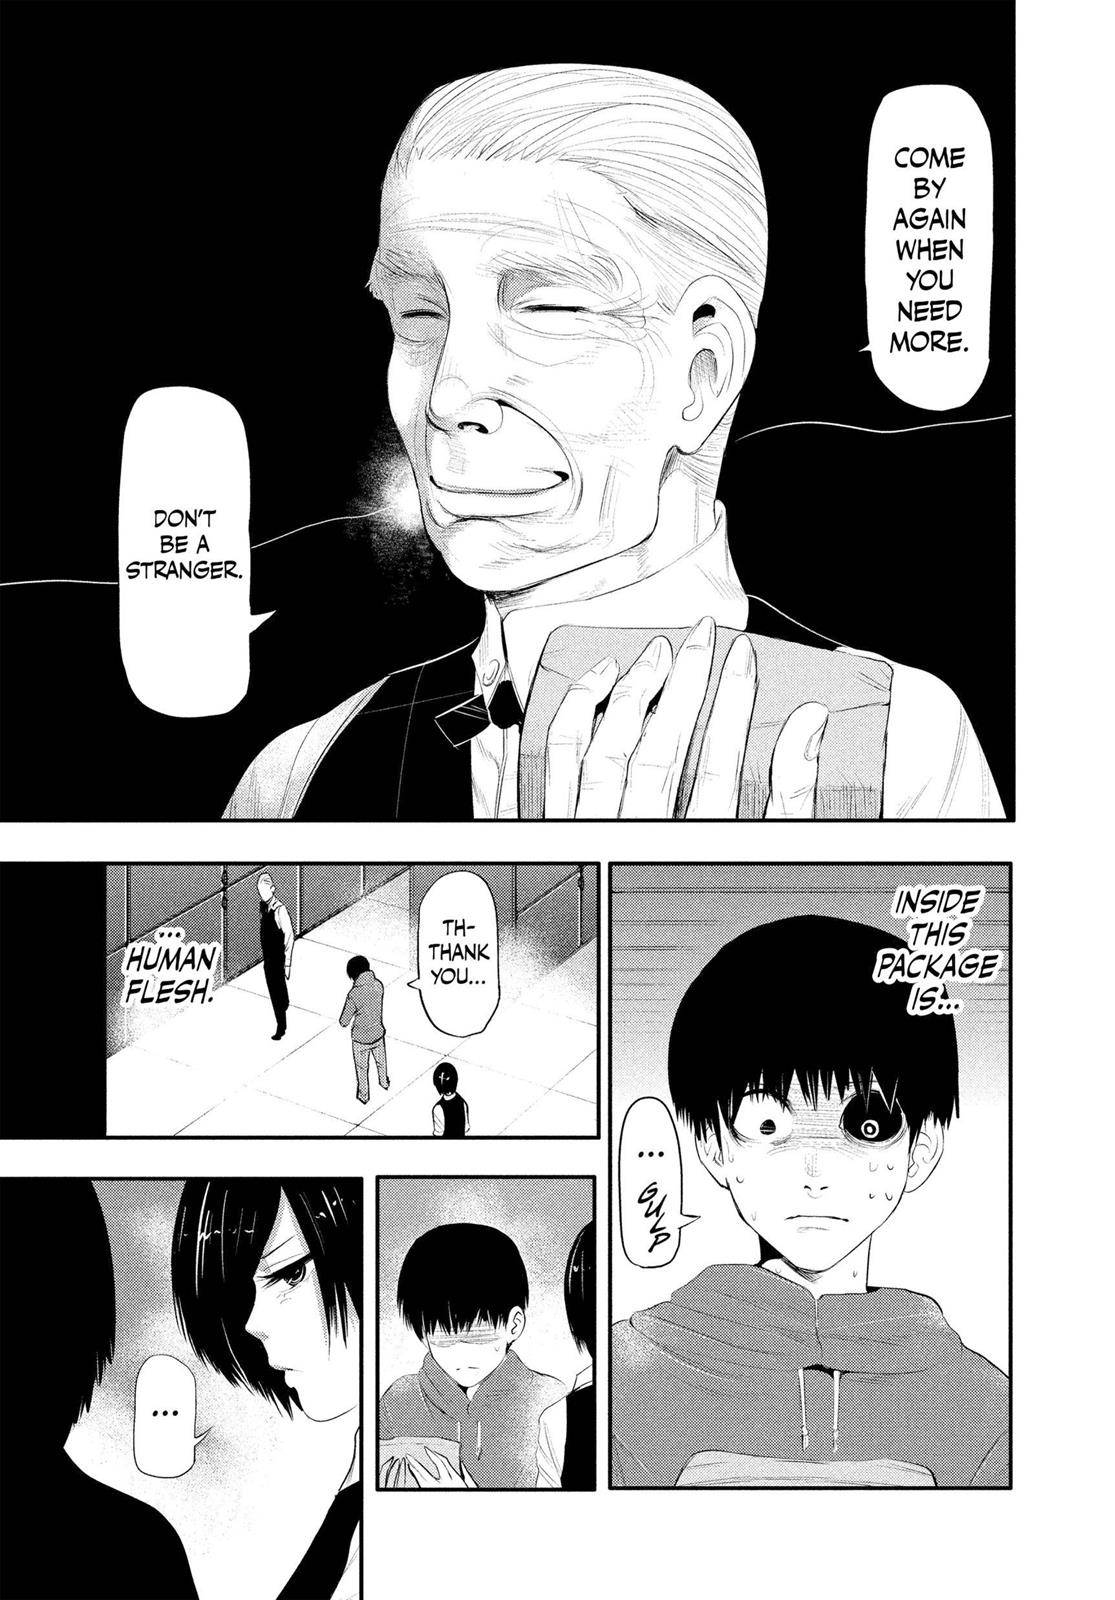 COME
BY
AGAIN
WHEN
YOU
NEED
MORE.
DON'T
BE A
STRANGER.
INSIDE
THIS
PACKAGE
IS...
...
GULP
TH-
THANK
YOU...
...
HUMAN
FLESH.
...